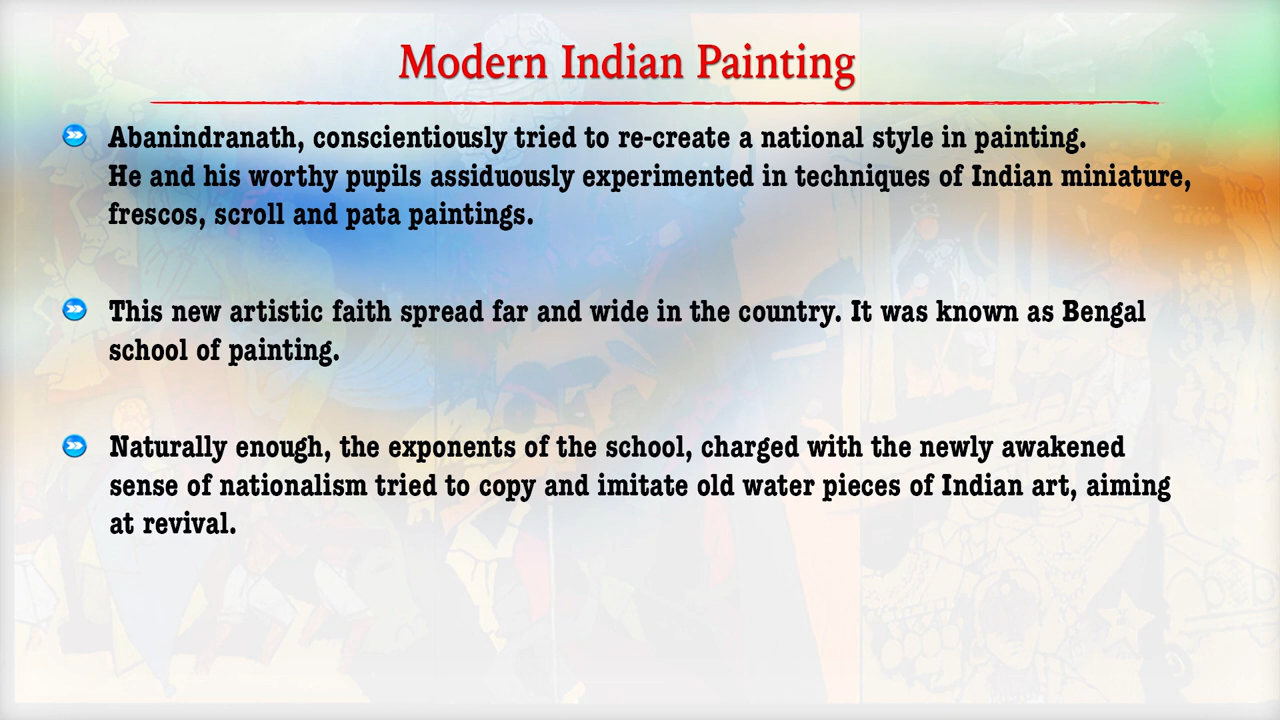 Modern Indian Painting
Abanindranath, conscientiously tried to re-create a national style in painting.
He and his worthy pupils assiduously experimented in techniques of Indian miniature,
frescos, scroll and pata paintings.
This new artistic faith spread far and wide in the country. It was known as Bengal
school of painting.
Naturally enough, the exponents of the school, charged with the newly awakened
sense of nationalism tried to copy and imitate old water pieces of Indian art, aiming
at revival.